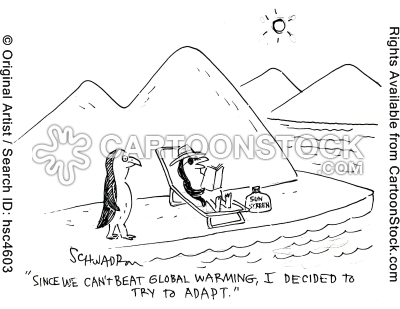 © Original Artist / Search ID: hsc4603
Rights Available from CartoonStock.com
CARTOONSTOCK
.com
SUN
SCREEN
SCHWADRON
"SINCE WE CAN'T BEAT GLOBAL WARMING, I DECIDED TO
TRY TO ADAPT."